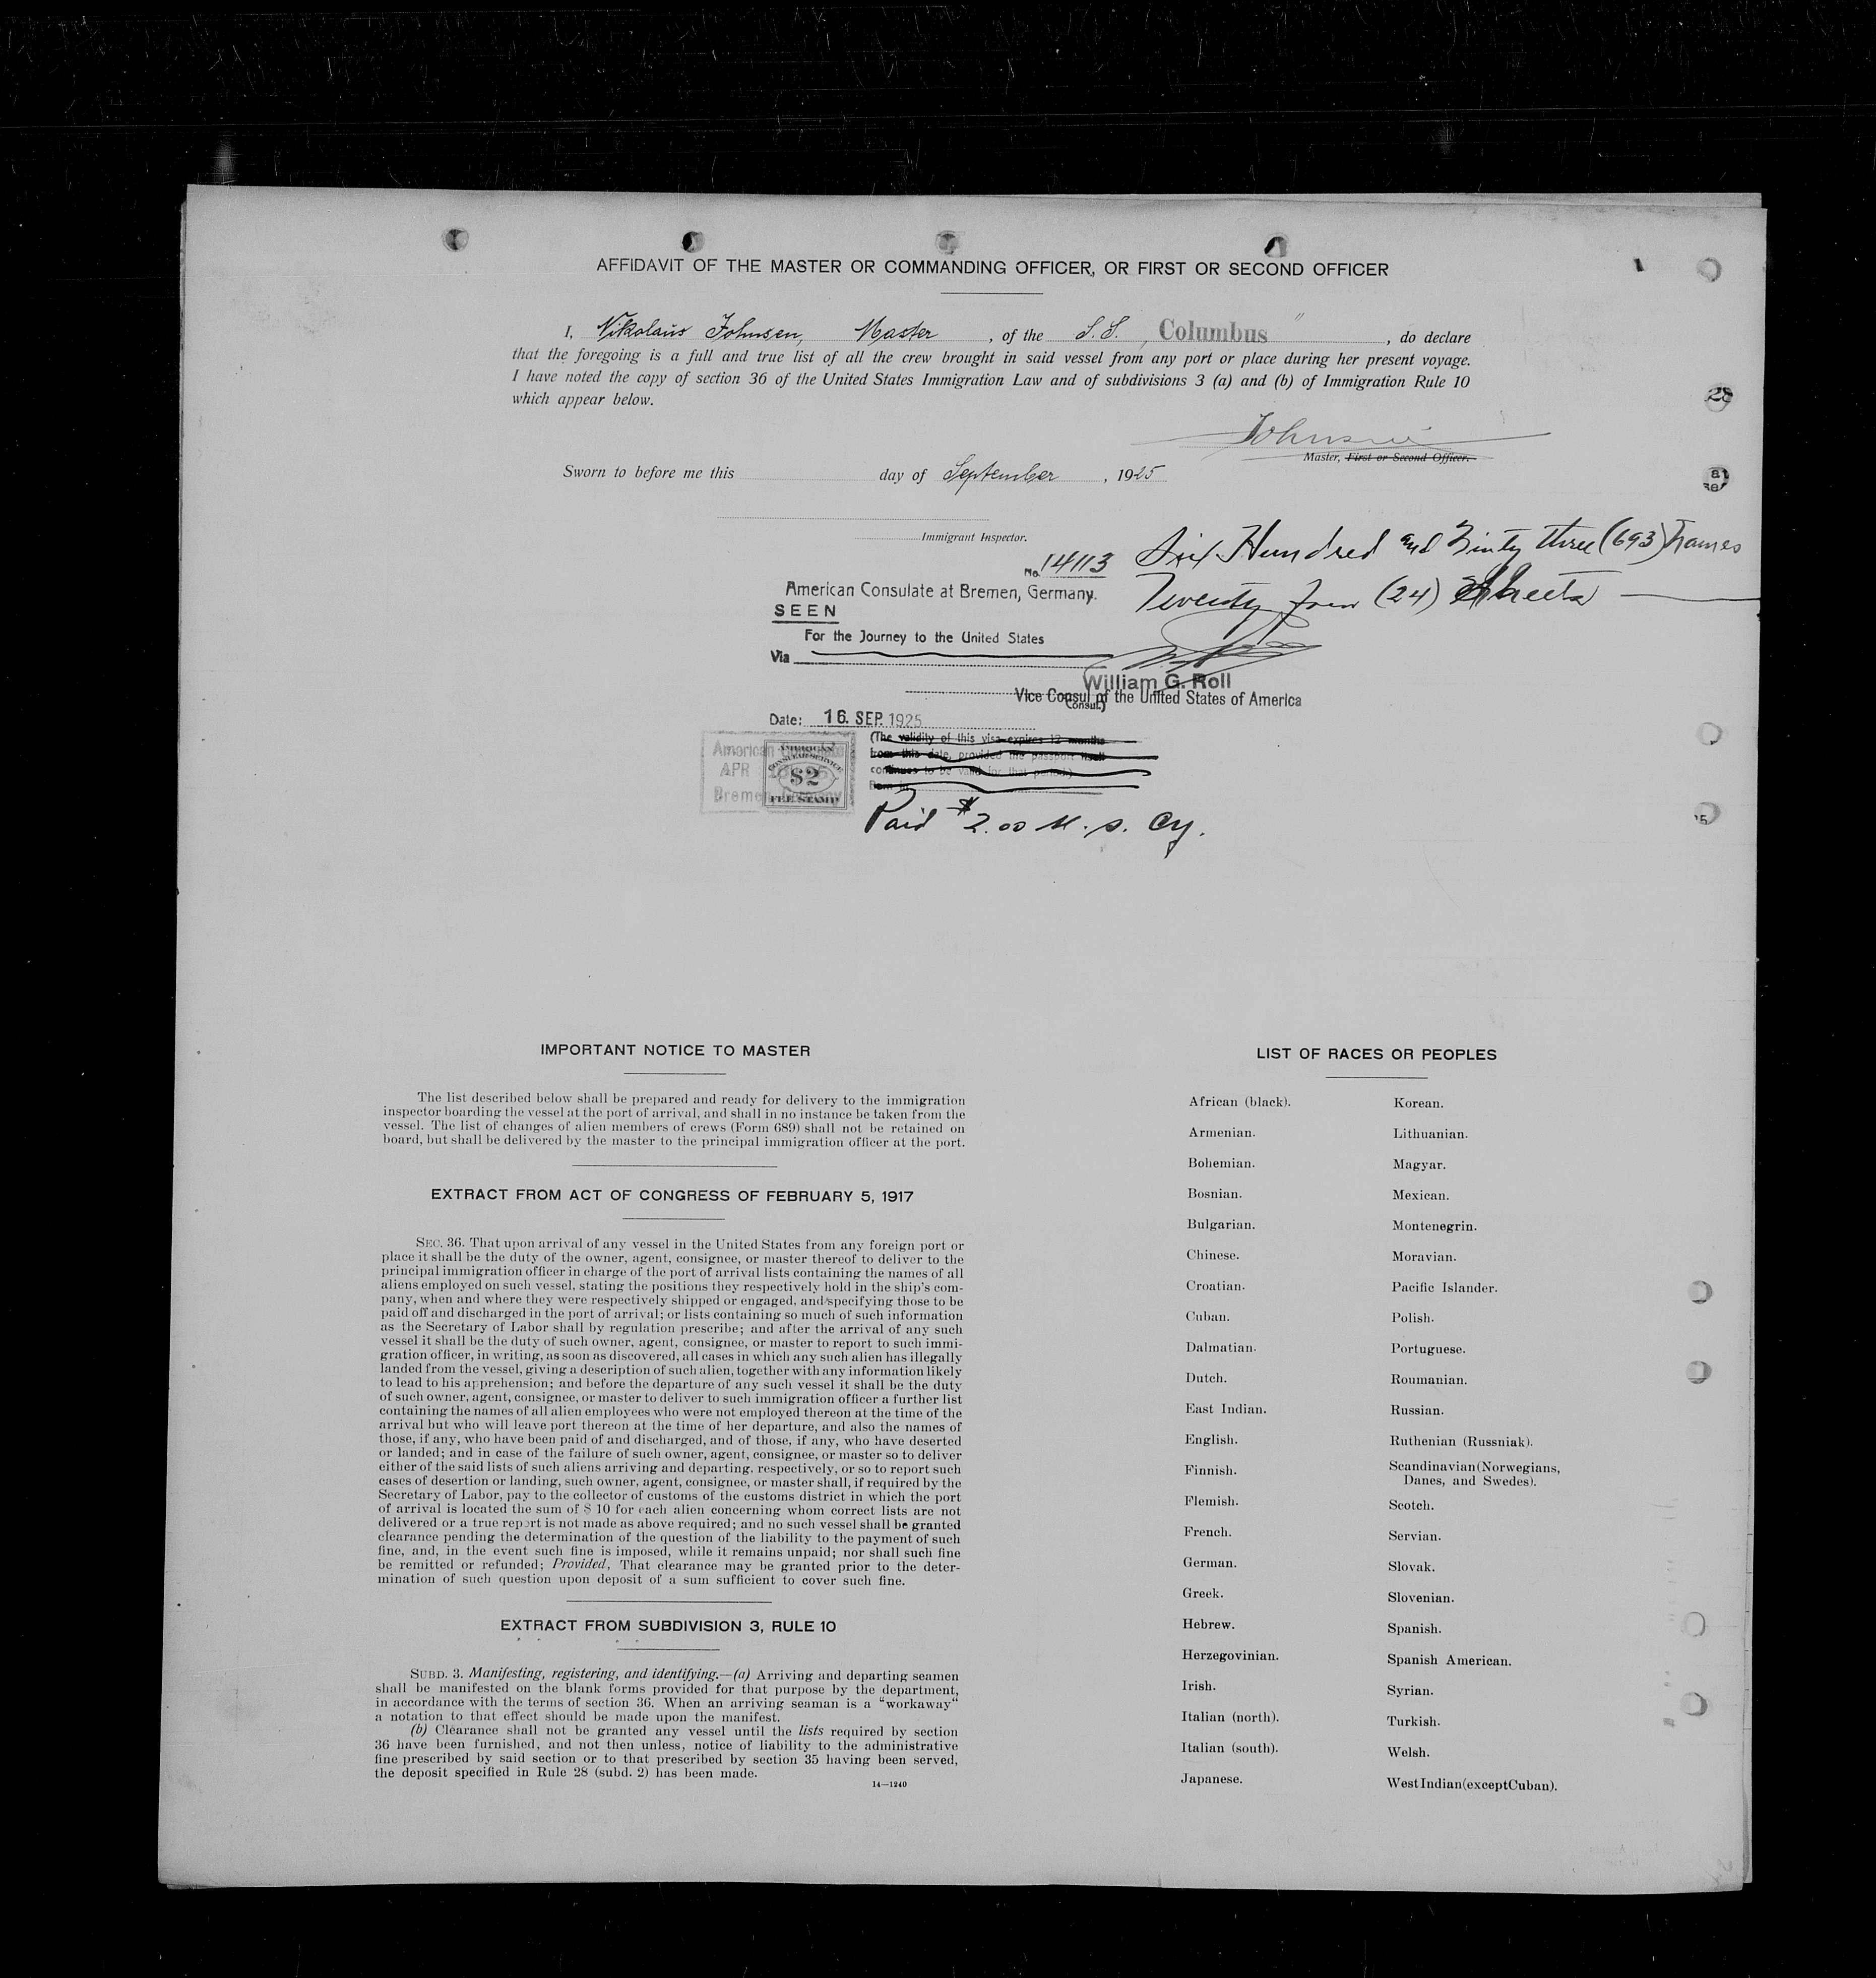 AFFIDAVIT OF THE MASTER OR COMMANDING OFFICER, OR FIRST OR SECOND OFFICER
I, Nikolaus Johnsen, Master, of the S.S. Columbus ", do declare
that the foregoing is a full and true list of all the crew brought in said vessel from any port or place during her present voyage.
I have noted the copy of section 36 of the United States Immigration Law and of subdivisions 3 (a) and (b) of Immigration Rule 10
which appear below.
Johnsen
Master, First or Second Officer.
Sworn to before me this day of September, 1925
Immigrant Inspector.
Six Hundred and Ninty three (693) names
No. 14113
Twenty four (24) Sheets
American Consulate at Bremen, Germany.
SEEN
For the Journey to the United States
Via
William G. Roll
Vice Consul of the United States of America
Consul)
Date: 16. SEP. 1925
(The validity of this visa expires 12 months
from this date, provided the passport itself
continues to be valid for that period.)
American
APR
Bremen, Germany
AMERICAN
CONSULAR SERVICE
$2
FEE STAMP
Paid $2.00 U.S. Cy.
28
at
15
IMPORTANT NOTICE TO MASTER
The list described below shall be prepared and ready for delivery to the immigration
inspector boarding the vessel at the port of arrival, and shall in no instance be taken from the
vessel. The list of changes of alien members of crews (Form 689) shall not be retained on
board, but shall be delivered by the master to the principal immigration officer at the port.
EXTRACT FROM ACT OF CONGRESS OF FEBRUARY 5, 1917
SEC. 36. That upon arrival of any vessel in the United States from any foreign port or
place it shall be the duty of the owner, agent, consignee, or master thereof to deliver to the
principal immigration officer in charge of the port of arrival lists containing the names of all
aliens employed on such vessel, stating the positions they respectively hold in the ship's com-
pany, when and where they were respectively shipped or engaged, and specifying those to be
paid off and discharged in the port of arrival; or lists containing so much of such information
as the Secretary of Labor shall by regulation prescribe; and after the arrival of any such
vessel it shall be the duty of such owner, agent, consignee, or master to report to such immi-
gration officer, in writing, as soon as discovered, all cases in which any such alien has illegally
landed from the vessel, giving a description of such alien, together with any information likely
to lead to his apprehension; and before the departure of any such vessel it shall be the duty
of such owner, agent, consignee, or master to deliver to such immigration officer a further list
containing the names of all alien employees who were not employed thereon at the time of the
arrival but who will leave port thereon at the time of her departure, and also the names of
those, if any, who have been paid of and discharged, and of those, if any, who have deserted
or landed; and in case of the failure of such owner, agent, consignee, or master so to deliver
either of the said lists of such aliens arriving and departing, respectively, or so to report such
cases of desertion or landing, such owner, agent, consignee, or master shall, if required by the
Secretary of Labor, pay to the collector of customs of the customs district in which the port
of arrival is located the sum of $ 10 for each alien concerning whom correct lists are not
delivered or a true report is not made as above required; and no such vessel shall be granted
clearance pending the determination of the question of the liability to the payment of such
fine, and, in the event such fine is imposed, while it remains unpaid; nor shall such fine
be remitted or refunded; Provided, That clearance may be granted prior to the deter-
mination of such question upon deposit of a sum sufficient to cover such fine.
EXTRACT FROM SUBDIVISION 3, RULE 10
SUBD. 3. Manifesting, registering, and identifying.—(a) Arriving and departing seamen
shall be manifested on the blank forms provided for that purpose by the department,
in accordance with the terms of section 36. When an arriving seaman is a “workaway“
a notation to that effect should be made upon the manifest.
(b) Clearance shall not be granted any vessel until the lists required by section
36 have been furnished, and not then unless, notice of liability to the administrative
fine prescribed by said section or to that prescribed by section 35 having been served,
the deposit specified in Rule 28 (subd. 2) has been made.
14—1240
LIST OF RACES OR PEOPLES
African (black).
Armenian.
Bohemian.
Bosnian.
Bulgarian.
Chinese.
Croatian.
Cuban.
Dalmatian.
Dutch.
East Indian.
English.
Finnish.
Flemish.
French.
German.
Greek.
Hebrew.
Herzegovinian.
Irish.
Italian (north).
Italian (south).
Japanese.
Korean.
Lithuanian.
Magyar.
Mexican.
Montenegrin.
Moravian.
Pacific Islander.
Polish.
Portuguese.
Roumanian.
Russian.
Ruthenian (Russniak).
Scandinavian(Norwegians,
Danes, and Swedes).
Scotch.
Servian.
Slovak.
Slovenian.
Spanish.
Spanish American.
Syrian.
Turkish.
Welsh.
West Indian(except Cuban).